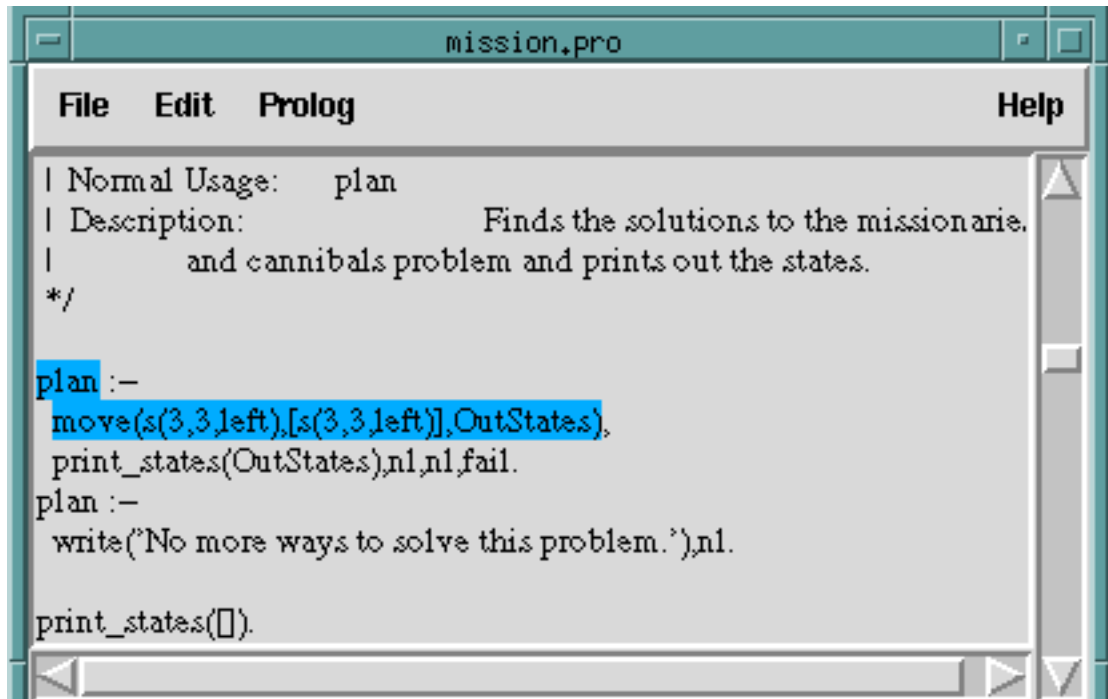 mission.pro
File Edit Prolog Help
| Normal Usage: plan
| Description: Finds the solutions to the missionarie.
| and cannibals problem and prints out the states.
*/
plan :–
move(s(3,3,left),[s(3,3,left)],OutStates),
print_states(OutStates),nl,nl,fail.
plan :–
write('No more ways to solve this problem.'),nl.
print_states([]).